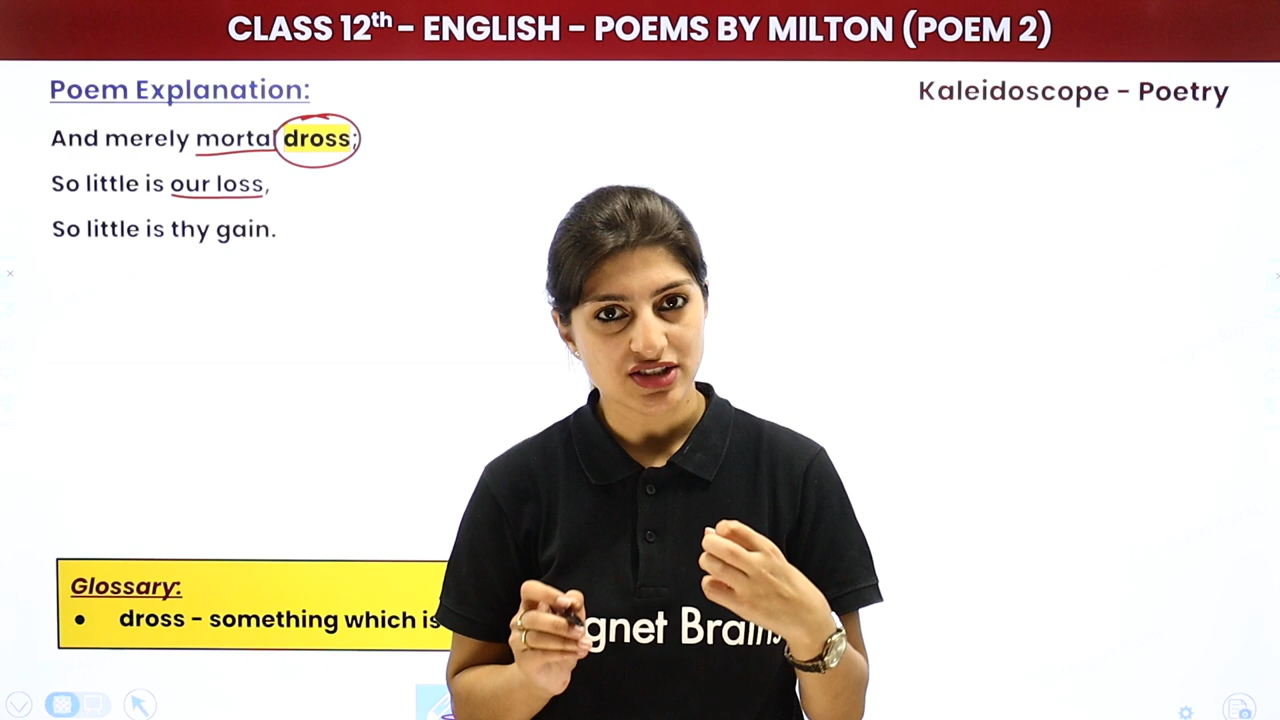 CLASS 12th - ENGLISH - POEMS BY MILTON (POEM 2)
Poem Explanation:
Kaleidoscope - Poetry
And merely mortal dross;
So little is our loss,
So little is thy gain.
gnet Brains
Glossary:
• dross - something which is